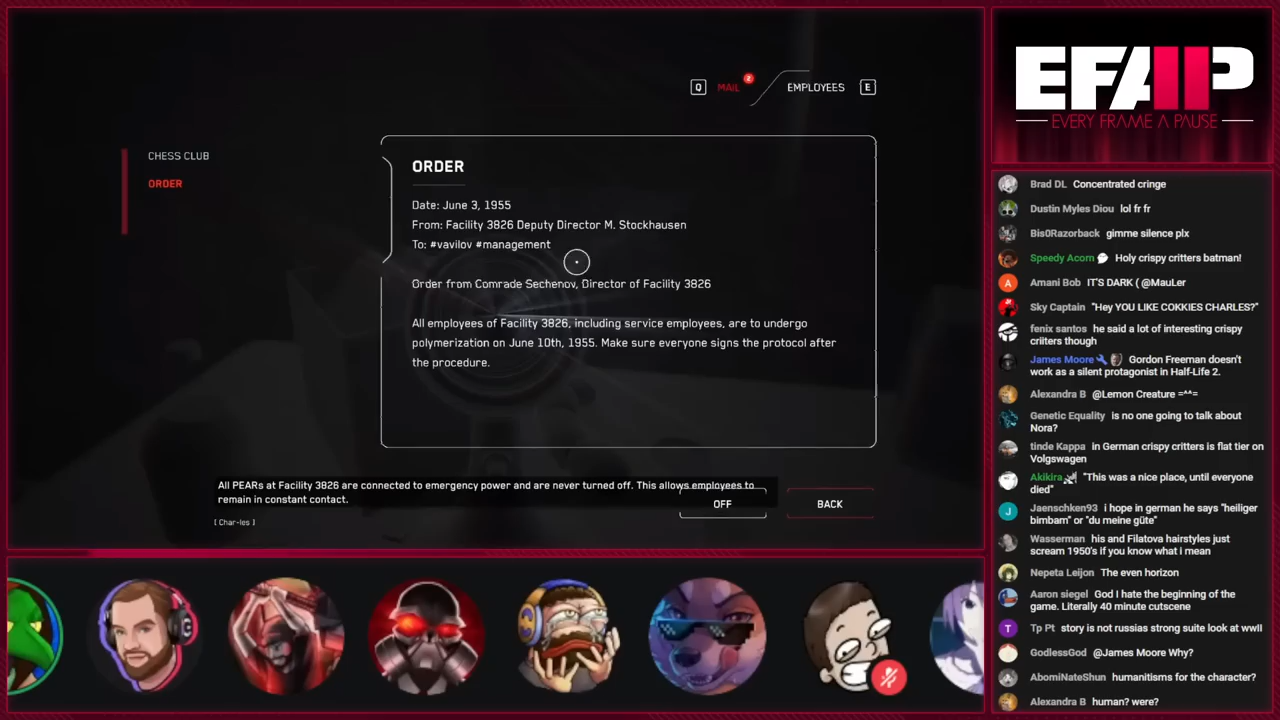 Q MAIL 2 EMPLOYEES E
CHESS CLUB
ORDER
ORDER
Date: June 3, 1955
From: Facility 3826 Deputy Director M. Stockhausen
To: #vavilov #management
Order from Comrade Sechenov, Director of Facility 3826
All employees of Facility 3826, including service employees, are to undergo
polymerization on June 10th, 1955. Make sure everyone signs the protocol after
the procedure.
All PEARs at Facility 3826 are connected to emergency power and are never turned off. This allows employees to
remain in constant contact.
[ Char-les ]
OFF BACK
EFAP
EVERY FRAME A PAUSE
Brad DL Concentrated cringe
Dustin Myles Diou lol fr fr
Bis0Razorback gimme silence plx
Speedy Acorn Holy crispy critters batman!
A Amani Bob IT'S DARK ( @MauLer
Sky Captain "Hey YOU LIKE COKKIES CHARLES?"
fenix santos he said a lot of interesting crispy
criiters though
James Moore Gordon Freeman doesn't
work as a silent protagonist in Half-Life 2.
Alexandra B @Lemon Creature =^^=
Genetic Equality is no one going to talk about
Nora?
tinde Kappa in German crispy critters is flat tier on
Volgswagen
Akikira "This was a nice place, until everyone
died"
J Jaenschken93 i hope in german he says "heiliger
bimbam" or "du meine güte"
Wasserman his and Filatova hairstyles just
scream 1950's if you know what i mean
Nepeta Leijon The even horizon
Aaron siegel God I hate the beginning of the
game. Literally 40 minute cutscene
T Tp Pt story is not russias strong suite look at wwII
GodlessGod @James Moore Why?
AbomiNateShun humanitisms for the character?
Alexandra B human? were?